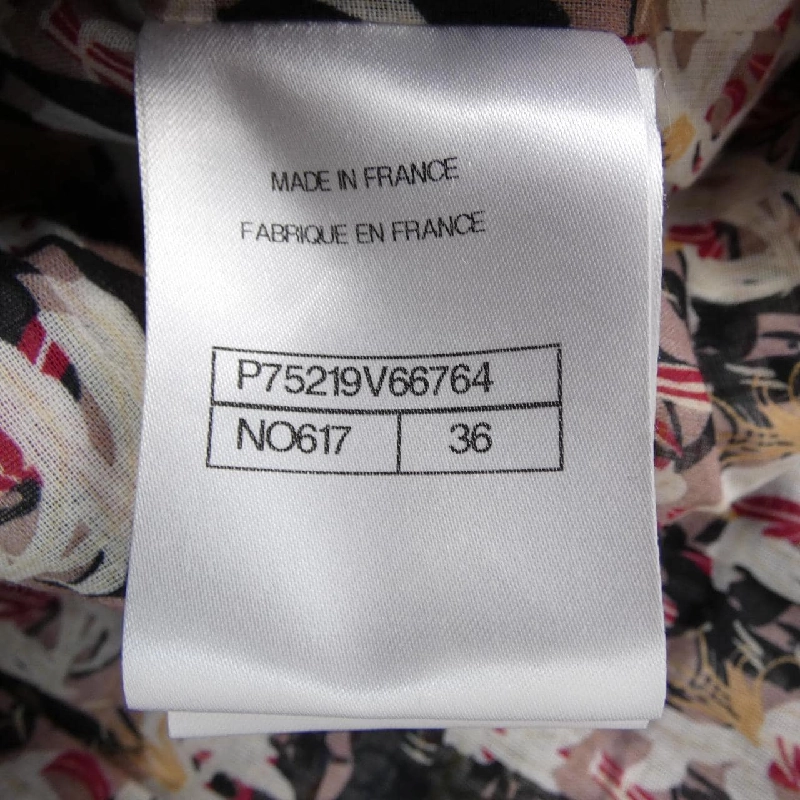 MADE IN FRANCE
FABRIQUE EN FRANCE
P75219V66764
NO617 36